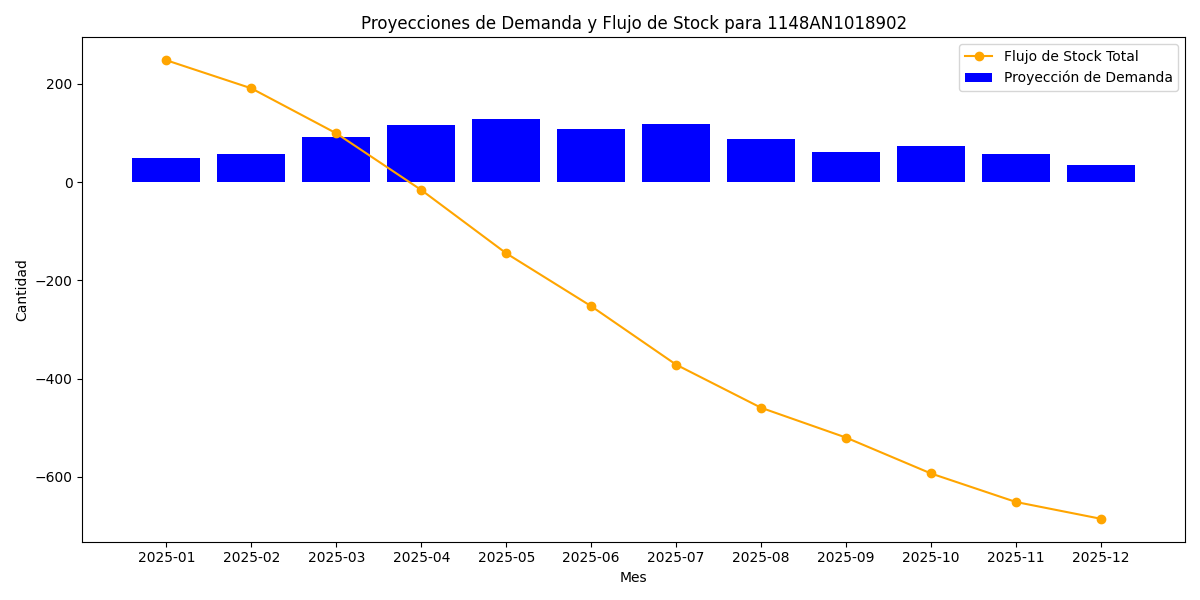 Proyecciones de Demanda y Flujo de Stock para 1148AN1018902
Flujo de Stock Total
Proyección de Demanda
Cantidad
200
0
−200
−400
−600
2025-01 2025-02 2025-03 2025-04 2025-05 2025-06 2025-07 2025-08 2025-09 2025-10 2025-11 2025-12
Mes